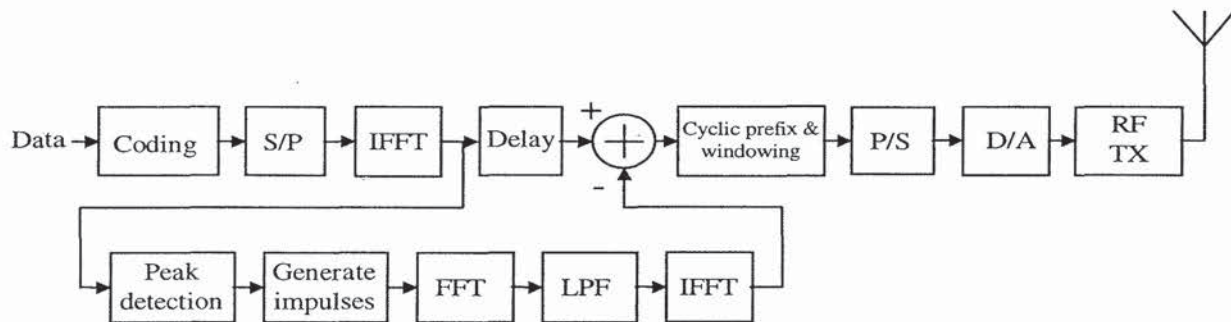 Data
Coding
S/P
IFFT
Delay
+
-
Cyclic prefix &
windowing
P/S
D/A
RF
TX
Peak
detection
Generate
impulses
FFT
LPF
IFFT